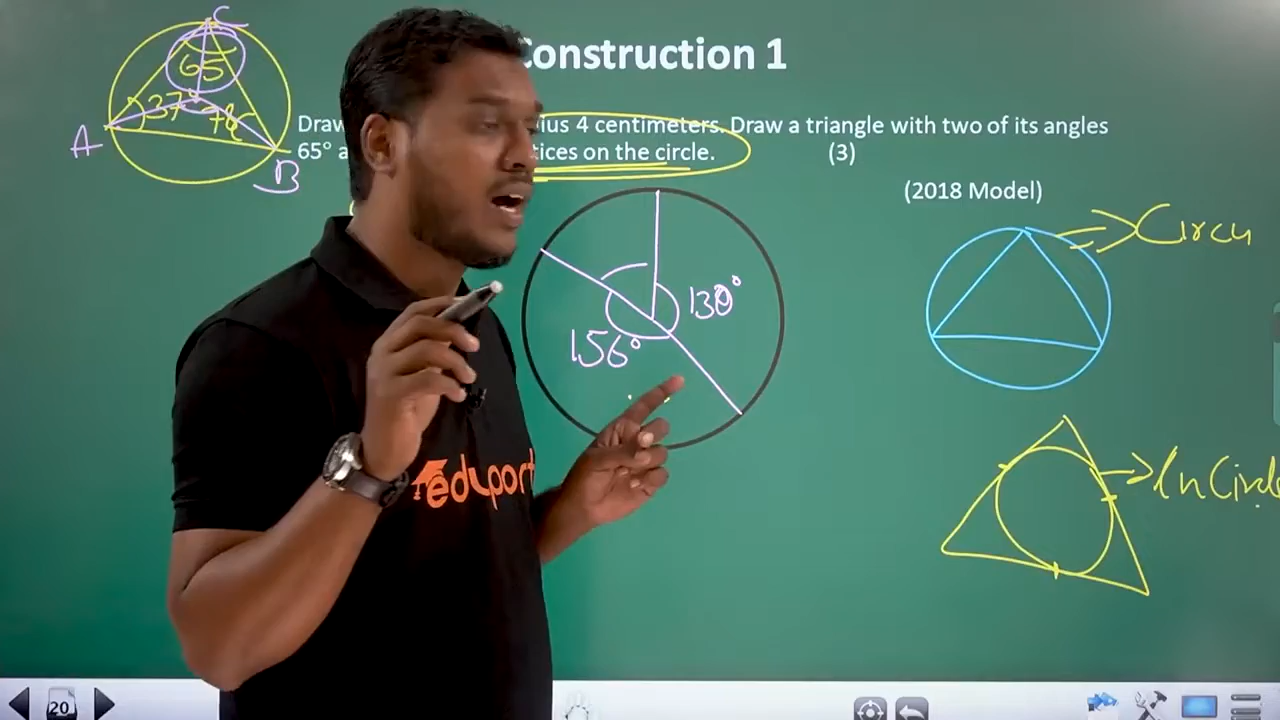 Construction 1
Draw ius 4 centimeters. Draw a triangle with two of its angles
65° a tices on the circle. (3)
(2018 Model)
C
65
37° 78
A
B
130°
156°
Circu
InCircle
eduport
20